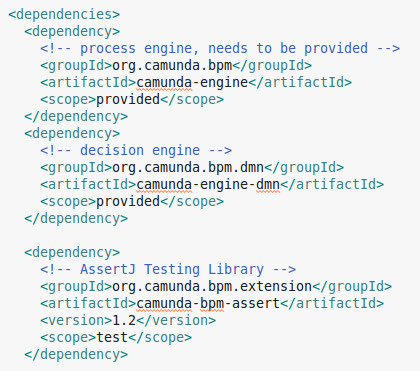 <dependencies>
<dependency>
<!-- process engine, needs to be provided -->
<groupId>org.camunda.bpm</groupId>
<artifactId>camunda-engine</artifactId>
<scope>provided</scope>
</dependency>
<dependency>
<!-- decision engine -->
<groupId>org.camunda.bpm.dmn</groupId>
<artifactId>camunda-engine-dmn</artifactId>
<scope>provided</scope>
</dependency>
<dependency>
<!-- AssertJ Testing Library -->
<groupId>org.camunda.bpm.extension</groupId>
<artifactId>camunda-bpm-assert</artifactId>
<version>1.2</version>
<scope>test</scope>
</dependency>